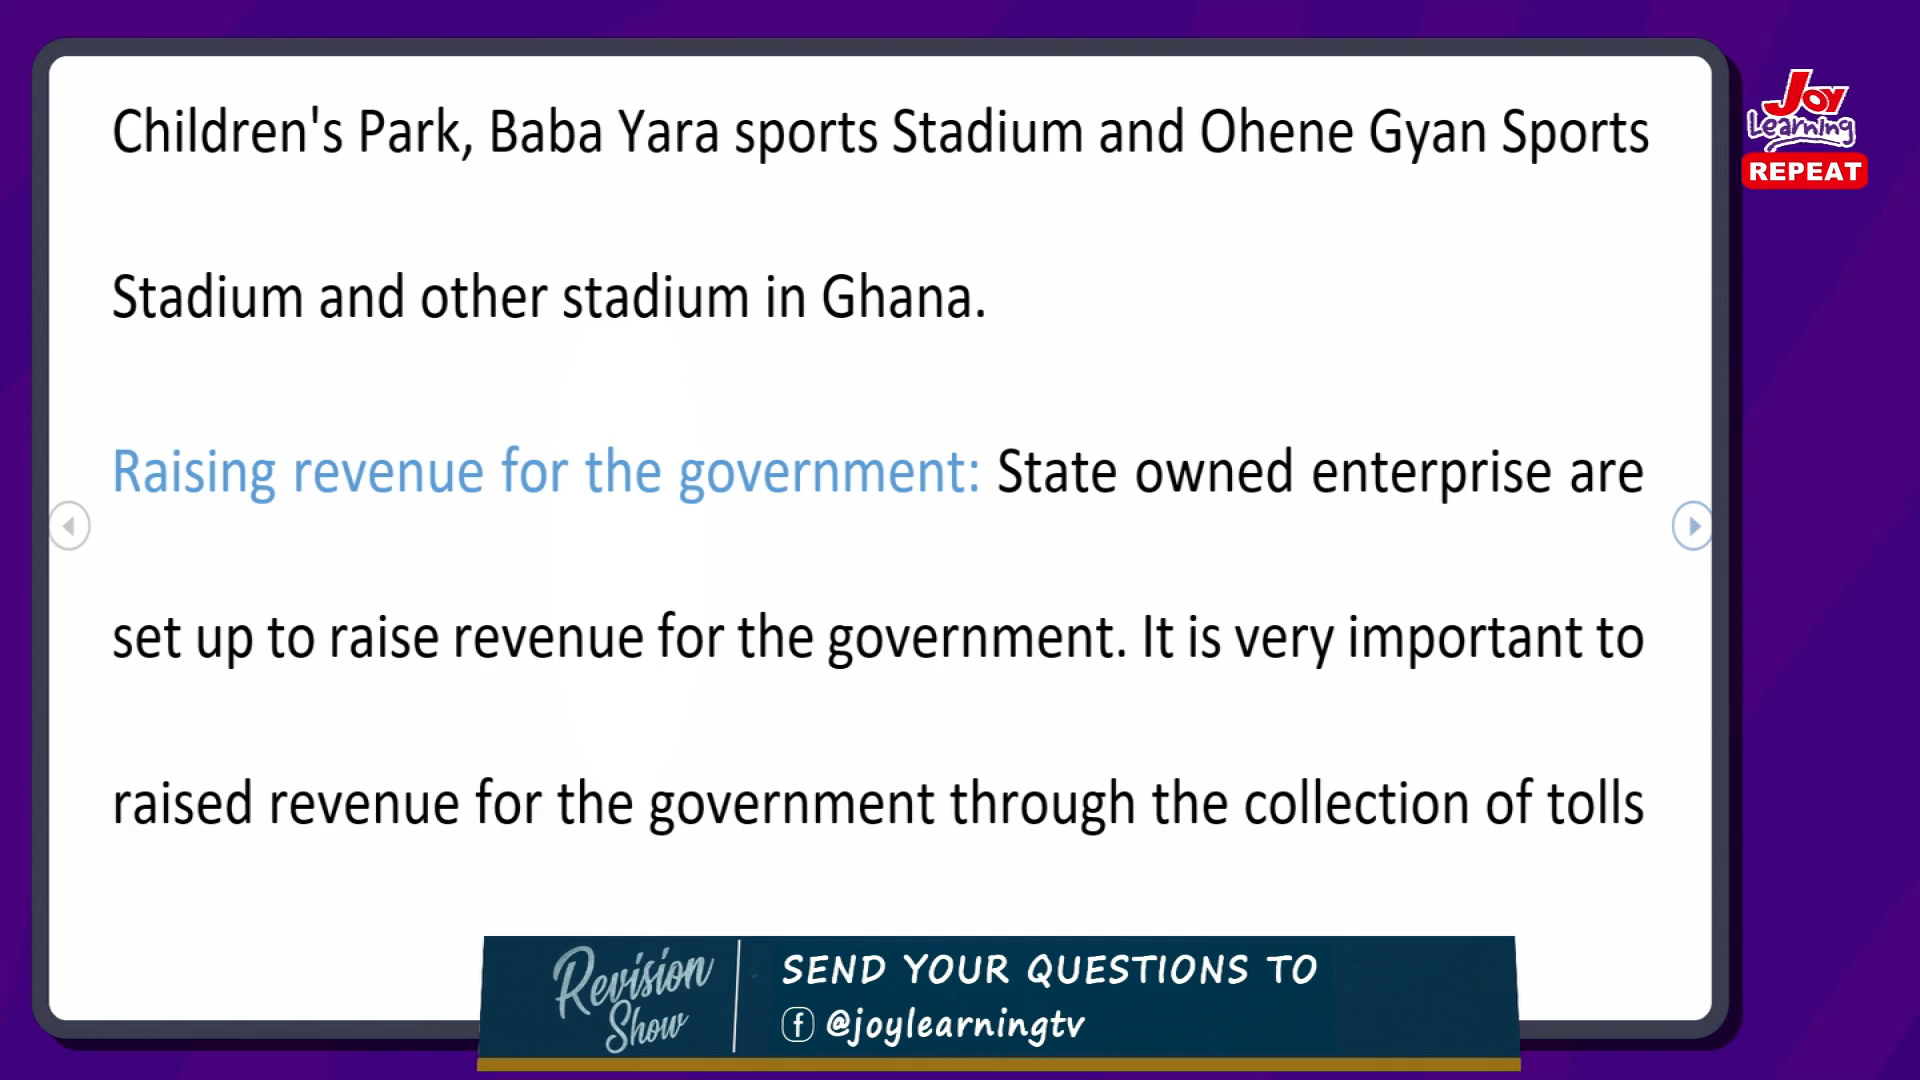 Children's Park, Baba Yara sports Stadium and Ohene Gyan Sports
Stadium and other stadium in Ghana.
Raising revenue for the government: State owned enterprise are
set up to raise revenue for the government. It is very important to
raised revenue for the government through the collection of tolls
Joy
Learning
REPEAT
Revision
Show
SEND YOUR QUESTIONS TO
@joylearningtv